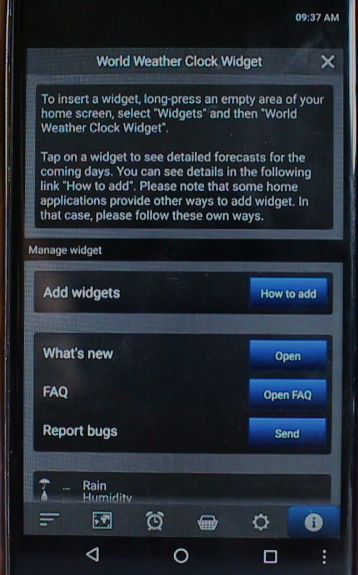 09:37 AM
World Weather Clock Widget
To insert a widget, long-press an empty area of your
home screen, select "Widgets" and then "World
Weather Clock Widget".
Tap on a widget to see detailed forecasts for the
coming days. You can see details in the following
link "How to add". Please note that some home
applications provide other ways to add widget. In
that case, please follow these own ways.
Manage widget
Add widgets How to add
What's new Open
FAQ Open FAQ
Report bugs Send
... Rain
Humidity